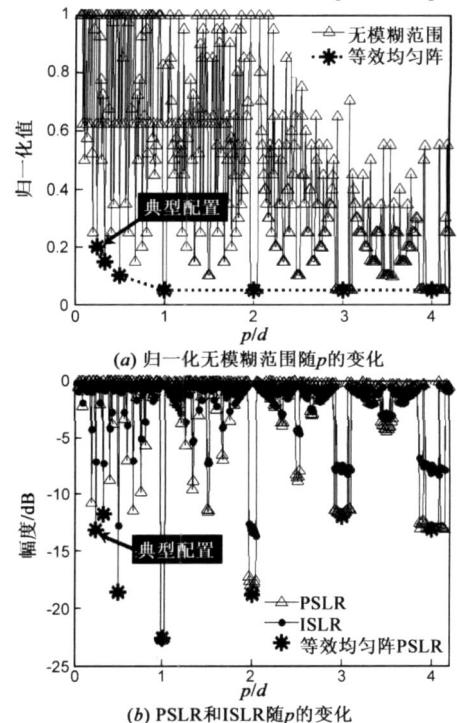 归一化值
1
0.8
0.6
0.4
0.2
0
无模糊范围
等效均匀阵
典型配置
0 1 2 3 4
p/d
(a) 归一化无模糊范围随p的变化
幅度/dB
0
-5
-10
-15
-20
-25
典型配置
PSLR
ISLR
等效均匀阵PSLR
0 1 2 3 4
p/d
(b) PSLR和ISLR随p的变化